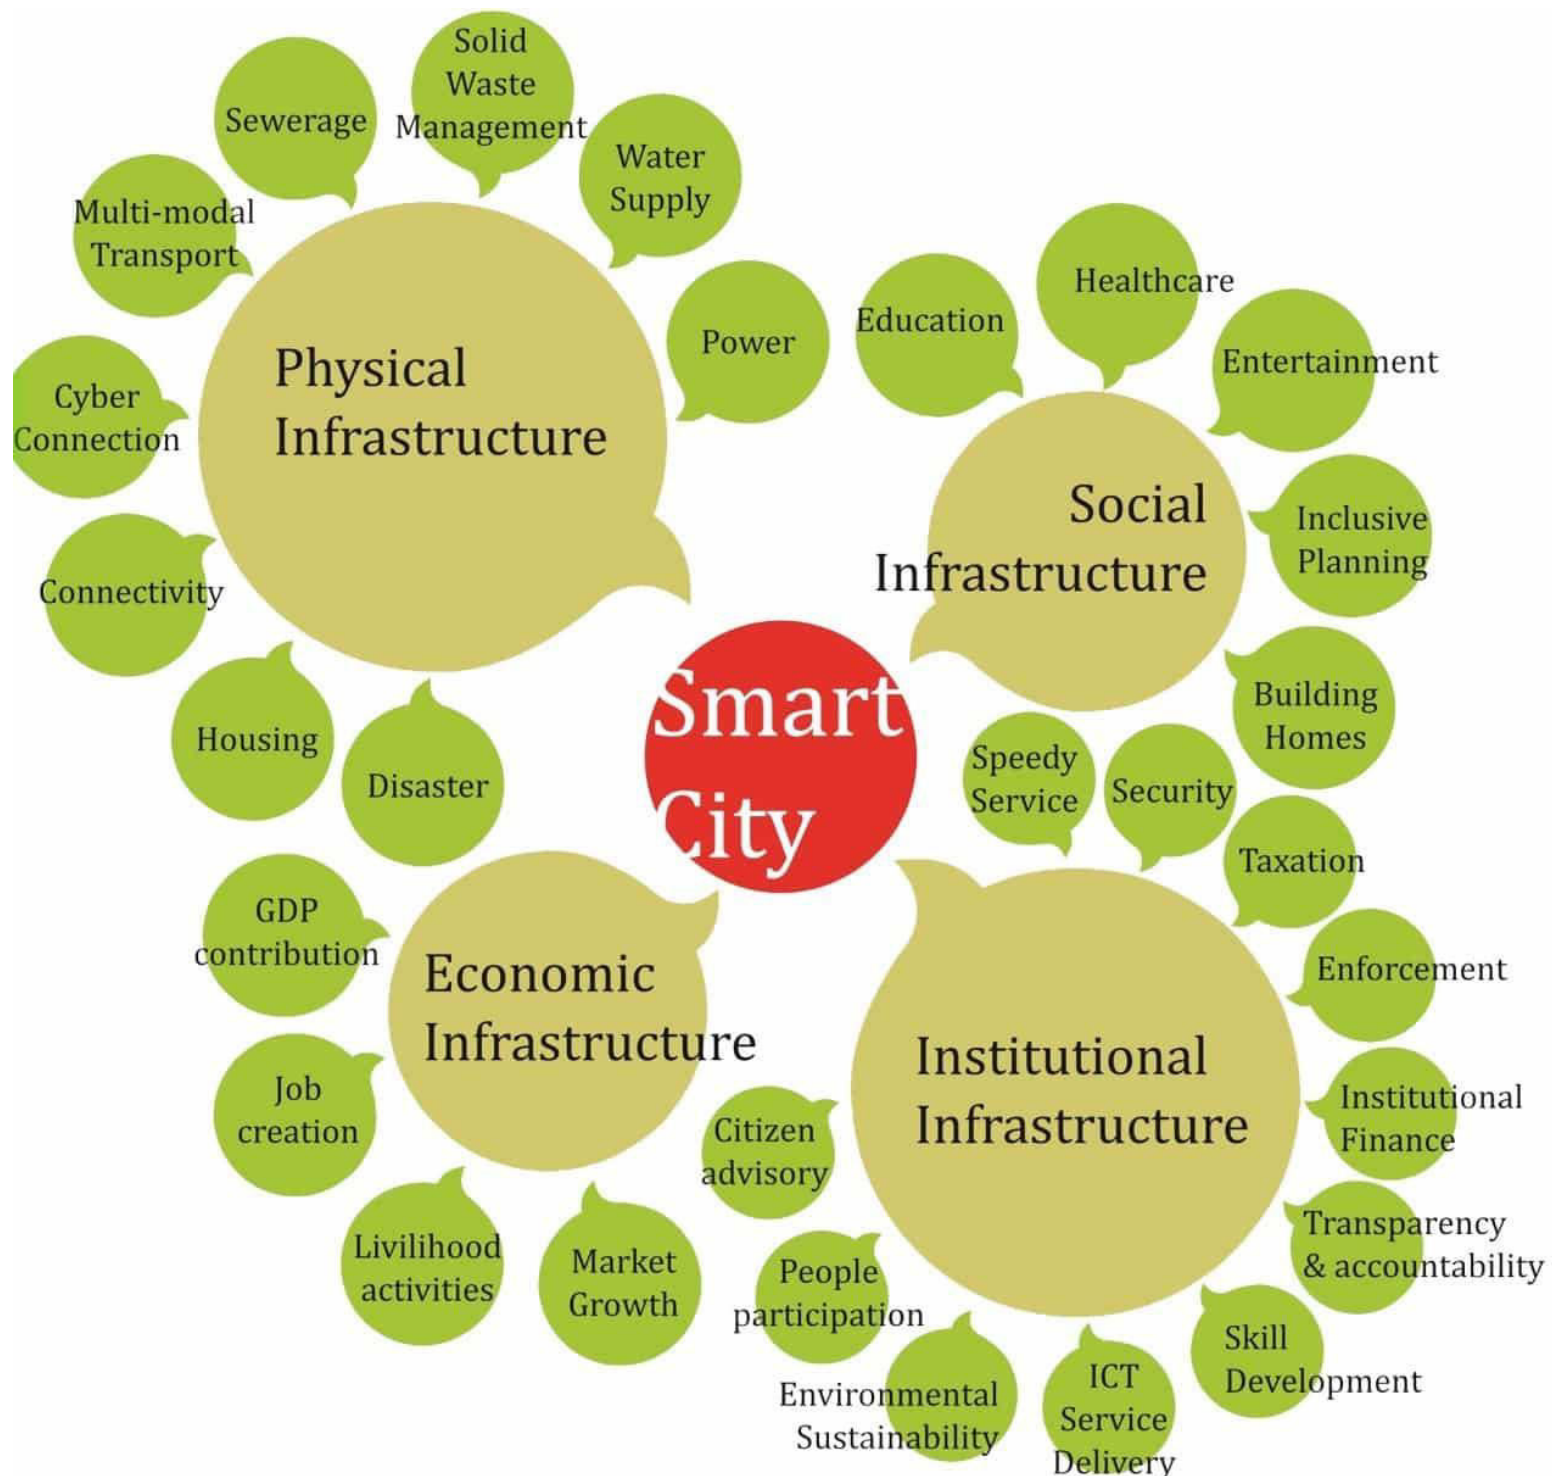 Solid
Waste
Management
Sewerage
Water
Supply
Multi-modal
Transport
Power
Cyber
Connection
Physical
Infrastructure
Connectivity
Housing
Disaster
Education
Healthcare
Entertainment
Social
Infrastructure
Inclusive
Planning
Building
Homes
Smart
City
Speedy
Service
Security
Taxation
Enforcement
Institutional
Infrastructure
Institutional
Finance
Transparency
& accountability
Skill
Development
ICT
Service
Delivery
Environmental
Sustainability
People
participation
Citizen
advisory
GDP
contribution
Economic
Infrastructure
Job
creation
Livilihood
activities
Market
Growth